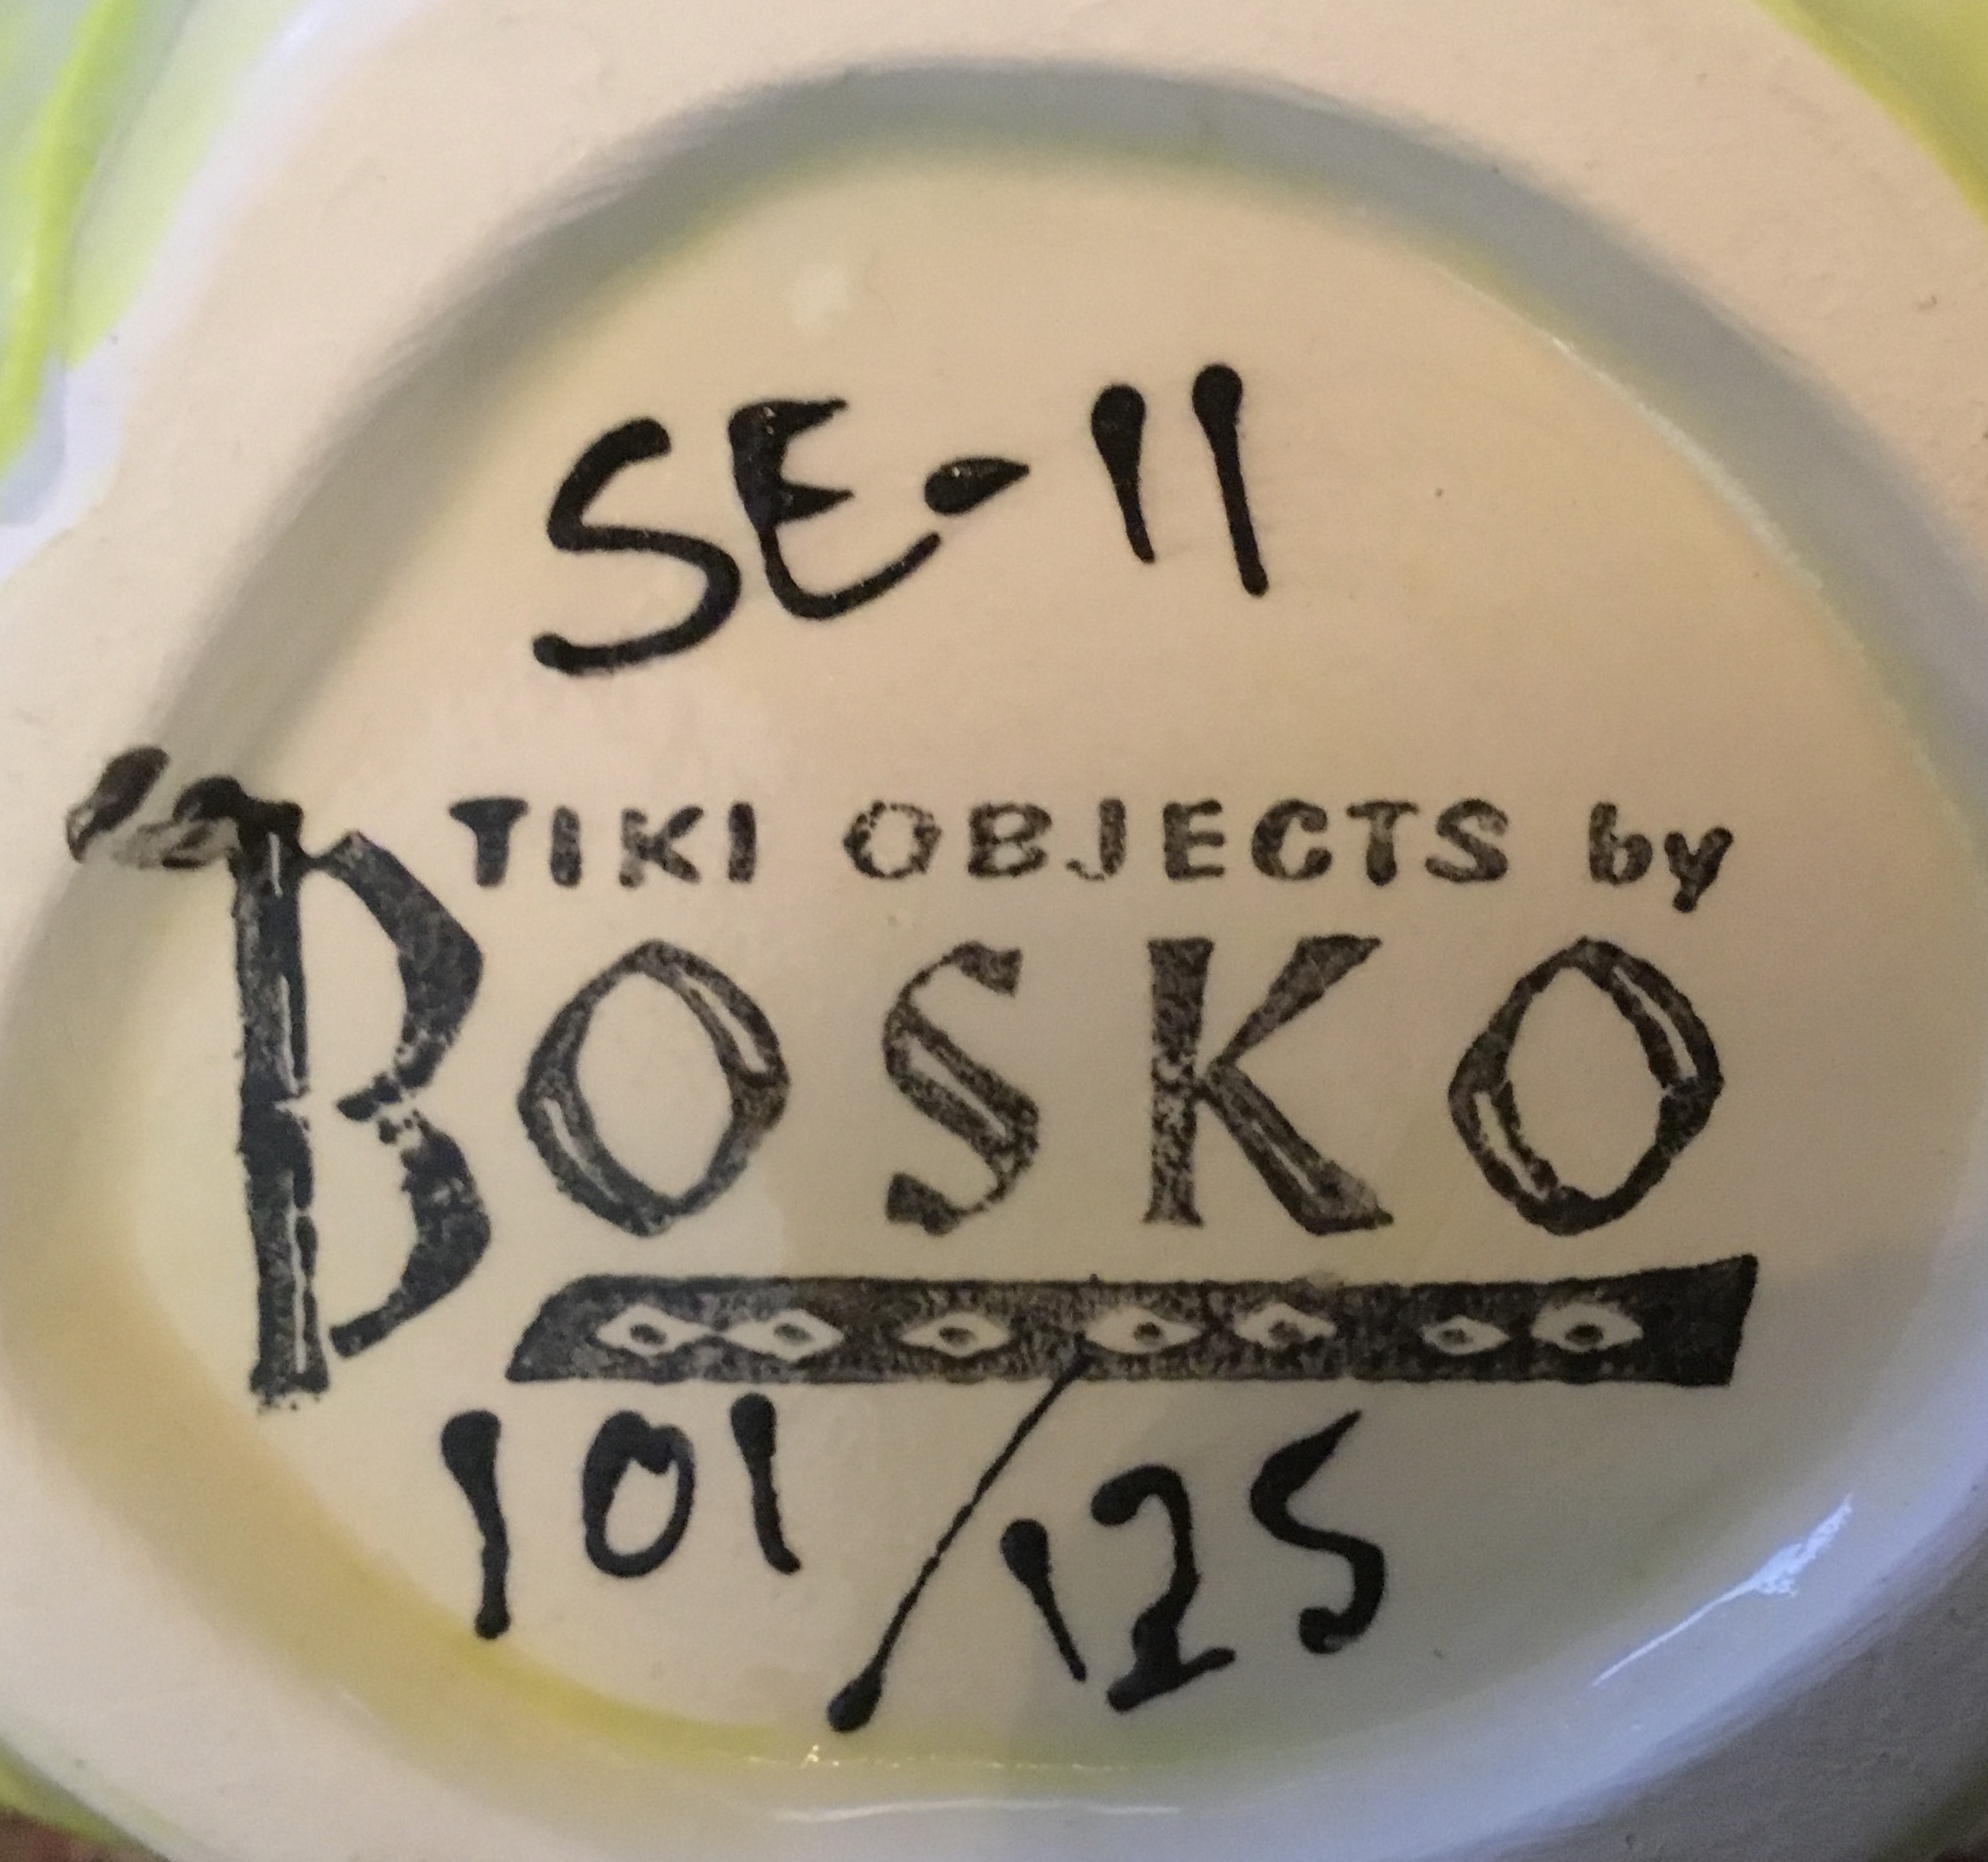 SE-11
TIKI OBJECTS by
BOSKO
101/125